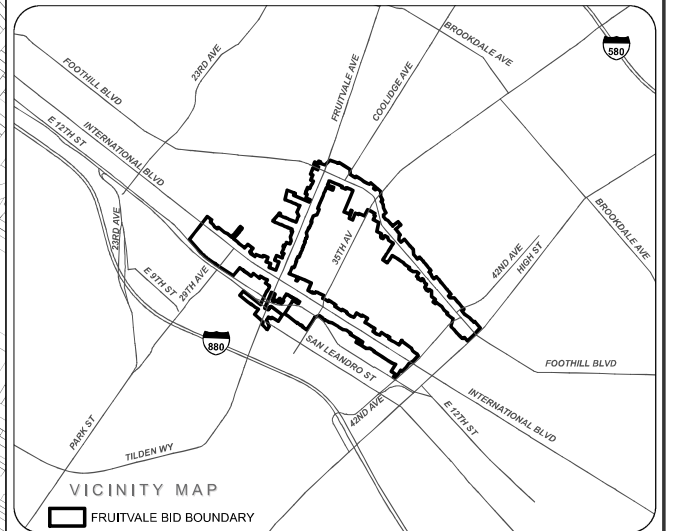 BROOKDALE AVE
580
23RD AVE
FOOTHILL BLVD
FRUITVALE AVE
COOLIDGE AVE
E 12TH ST
INTERNATIONAL BLVD
23RD AVE
35TH AV
BROOKDALE AVE
42ND AVE
HIGH ST
E 9TH ST
29TH AVE
880
SAN LEANDRO ST
FOOTHILL BLVD
42ND AVE
E 12TH ST
INTERNATIONAL BLVD
PARK ST
TILDEN WY
VICINITY MAP
FRUITVALE BID BOUNDARY